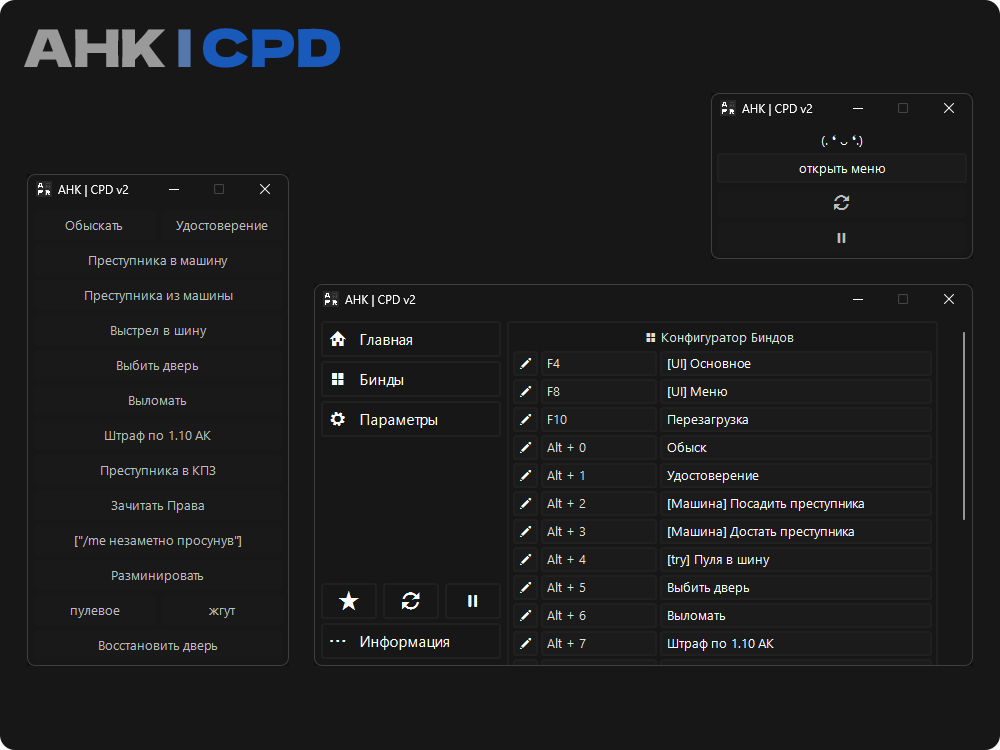 AHK | CPD
AHK | CPD v2
(. ❛ ᴗ ❛.)
открыть меню
AHK | CPD v2
Обыскать Удостоверение
Преступника в машину
Преступника из машины
Выстрел в шину
Выбить дверь
Выломать
Штраф по 1.10 АК
Преступника в КПЗ
Зачитать Права
["/me незаметно просунув"]
Разминировать
пулевое жгут
Восстановить дверь
AHK | CPD v2
Главная
Бинды
Параметры
Информация
Конфигуратор Биндов
F4 [UI] Основное
F8 [UI] Меню
F10 Перезагрузка
Alt + 0 Обыск
Alt + 1 Удостоверение
Alt + 2 [Машина] Посадить преступника
Alt + 3 [Машина] Достать преступника
Alt + 4 [try] Пуля в шину
Alt + 5 Выбить дверь
Alt + 6 Выломать
Alt + 7 Штраф по 1.10 АК